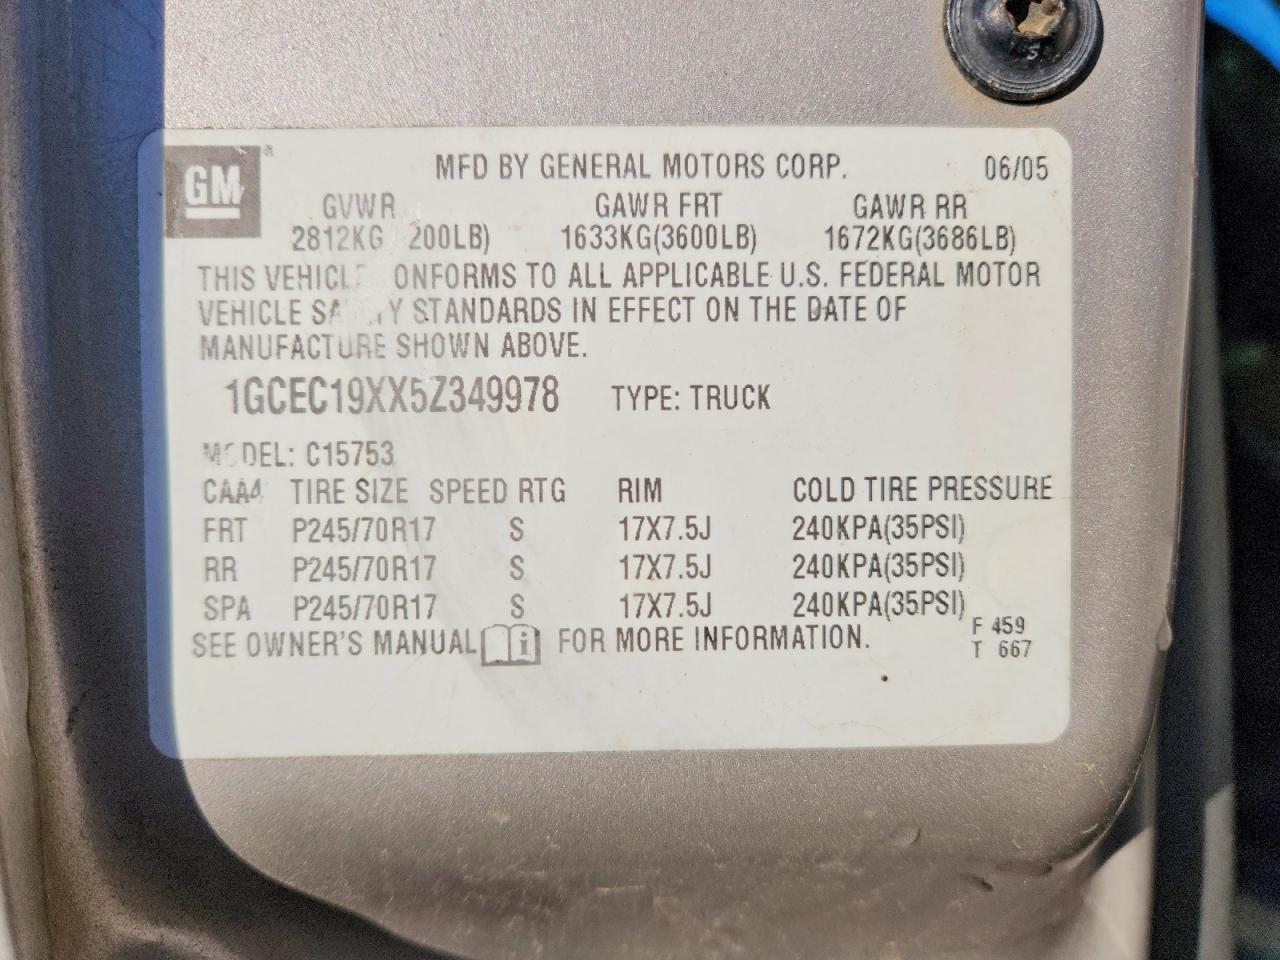 GM®
MFD BY GENERAL MOTORS CORP. 06/05
GVWR GAWR FRT GAWR RR
2812KG 200LB) 1633KG(3600LB) 1672KG(3686LB)
THIS VEHICL ONFORMS TO ALL APPLICABLE U.S. FEDERAL MOTOR
VEHICLE SA TY STANDARDS IN EFFECT ON THE DATE OF
MANUFACTURE SHOWN ABOVE.
1GCEC19XX5Z349978 TYPE: TRUCK
MODEL: C15753
CAA4 TIRE SIZE SPEED RTG RIM COLD TIRE PRESSURE
FRT P245/70R17 S 17X7.5J 240KPA(35PSI)
RR P245/70R17 S 17X7.5J 240KPA(35PSI)
SPA P245/70R17 S 17X7.5J 240KPA(35PSI)
SEE OWNER'S MANUAL i FOR MORE INFORMATION.
F 459
T 667